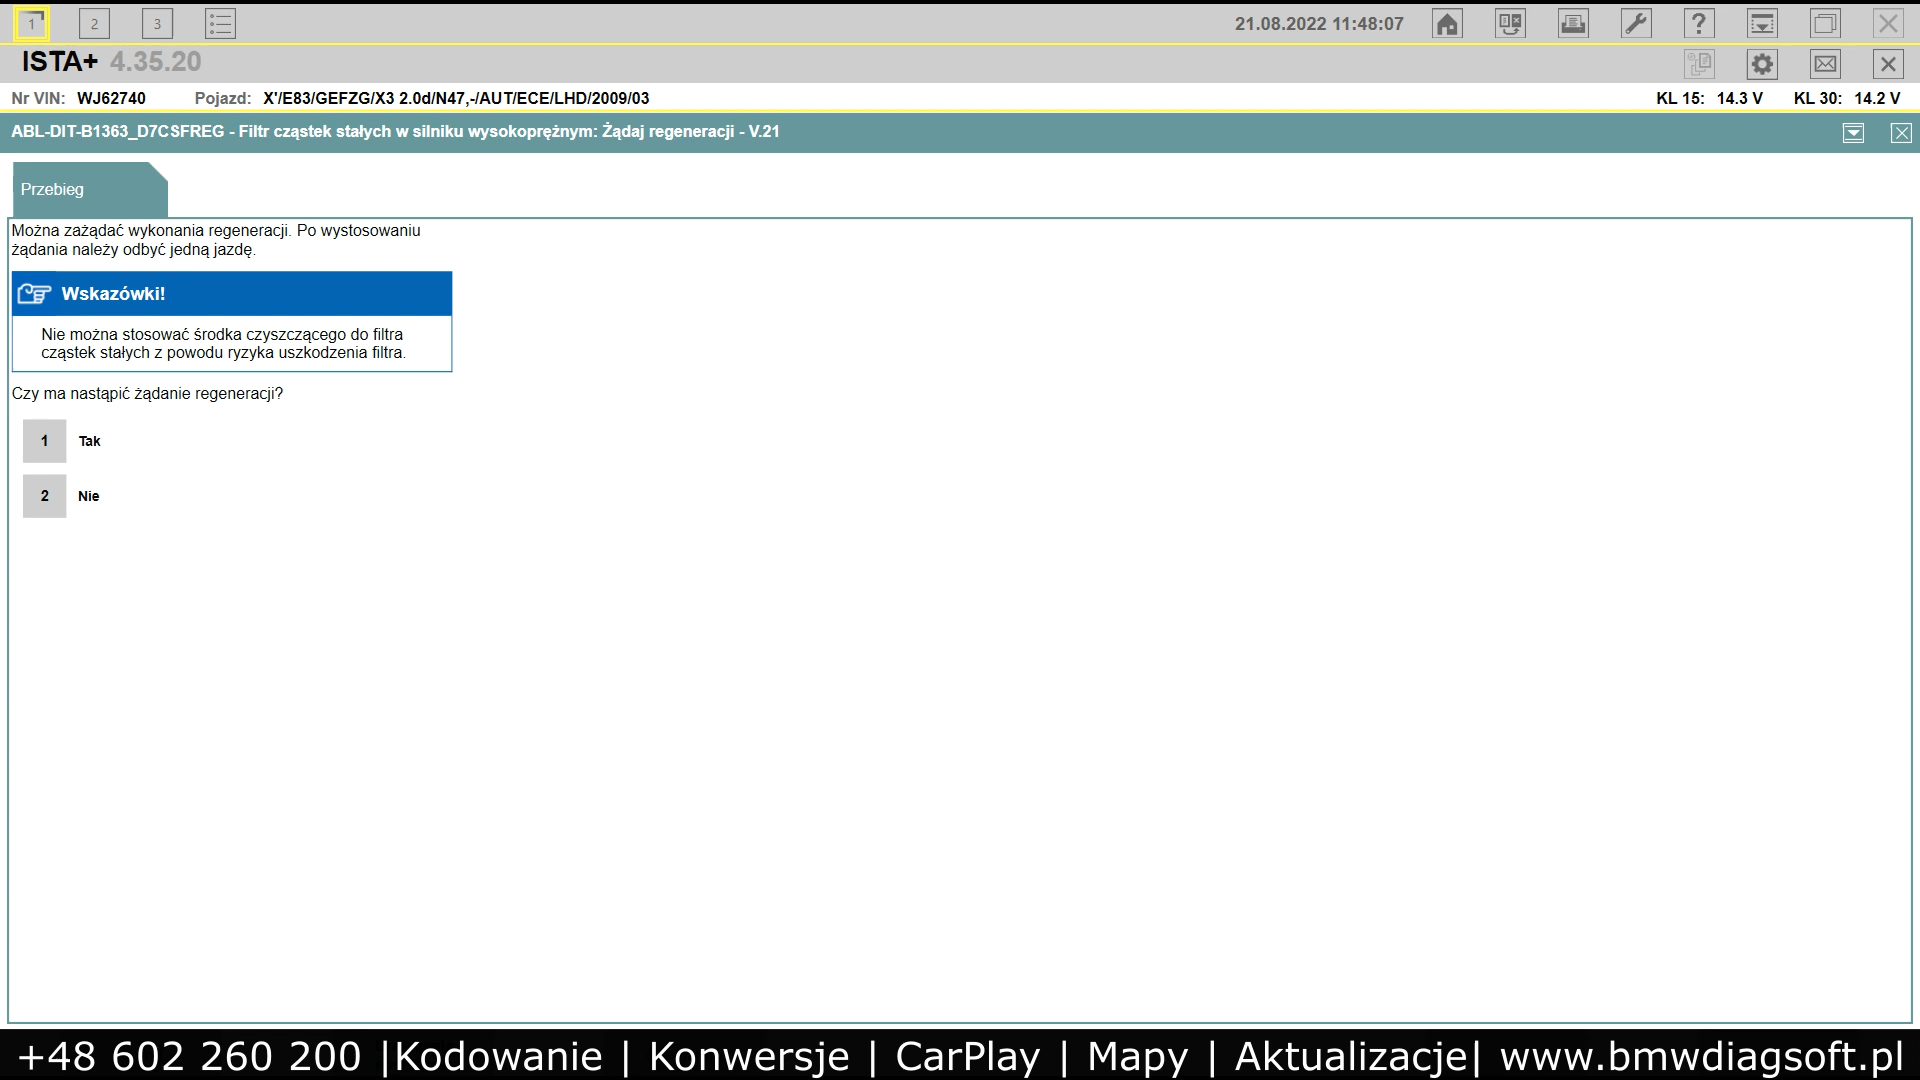 1 2 3 21.08.2022 11:48:07
ISTA+ 4.35.20
Nr VIN: WJ62740 Pojazd: X'/E83/GEFZG/X3 2.0d/N47,-/AUT/ECE/LHD/2009/03 KL 15: 14.3 V KL 30: 14.2 V
ABL-DIT-B1363_D7CSFREG - Filtr cząstek stałych w silniku wysokoprężnym: Żądaj regeneracji - V.21
Przebieg
Można zażądać wykonania regeneracji. Po wystosowaniu
żądania należy odbyć jedną jazdę.
Wskazówki!
Nie można stosować środka czyszczącego do filtra
cząstek stałych z powodu ryzyka uszkodzenia filtra.
Czy ma nastąpić żądanie regeneracji?
1 Tak
2 Nie
+48 602 260 200 |Kodowanie | Konwersje | CarPlay | Mapy | Aktualizacje| www.bmwdiagsoft.pl